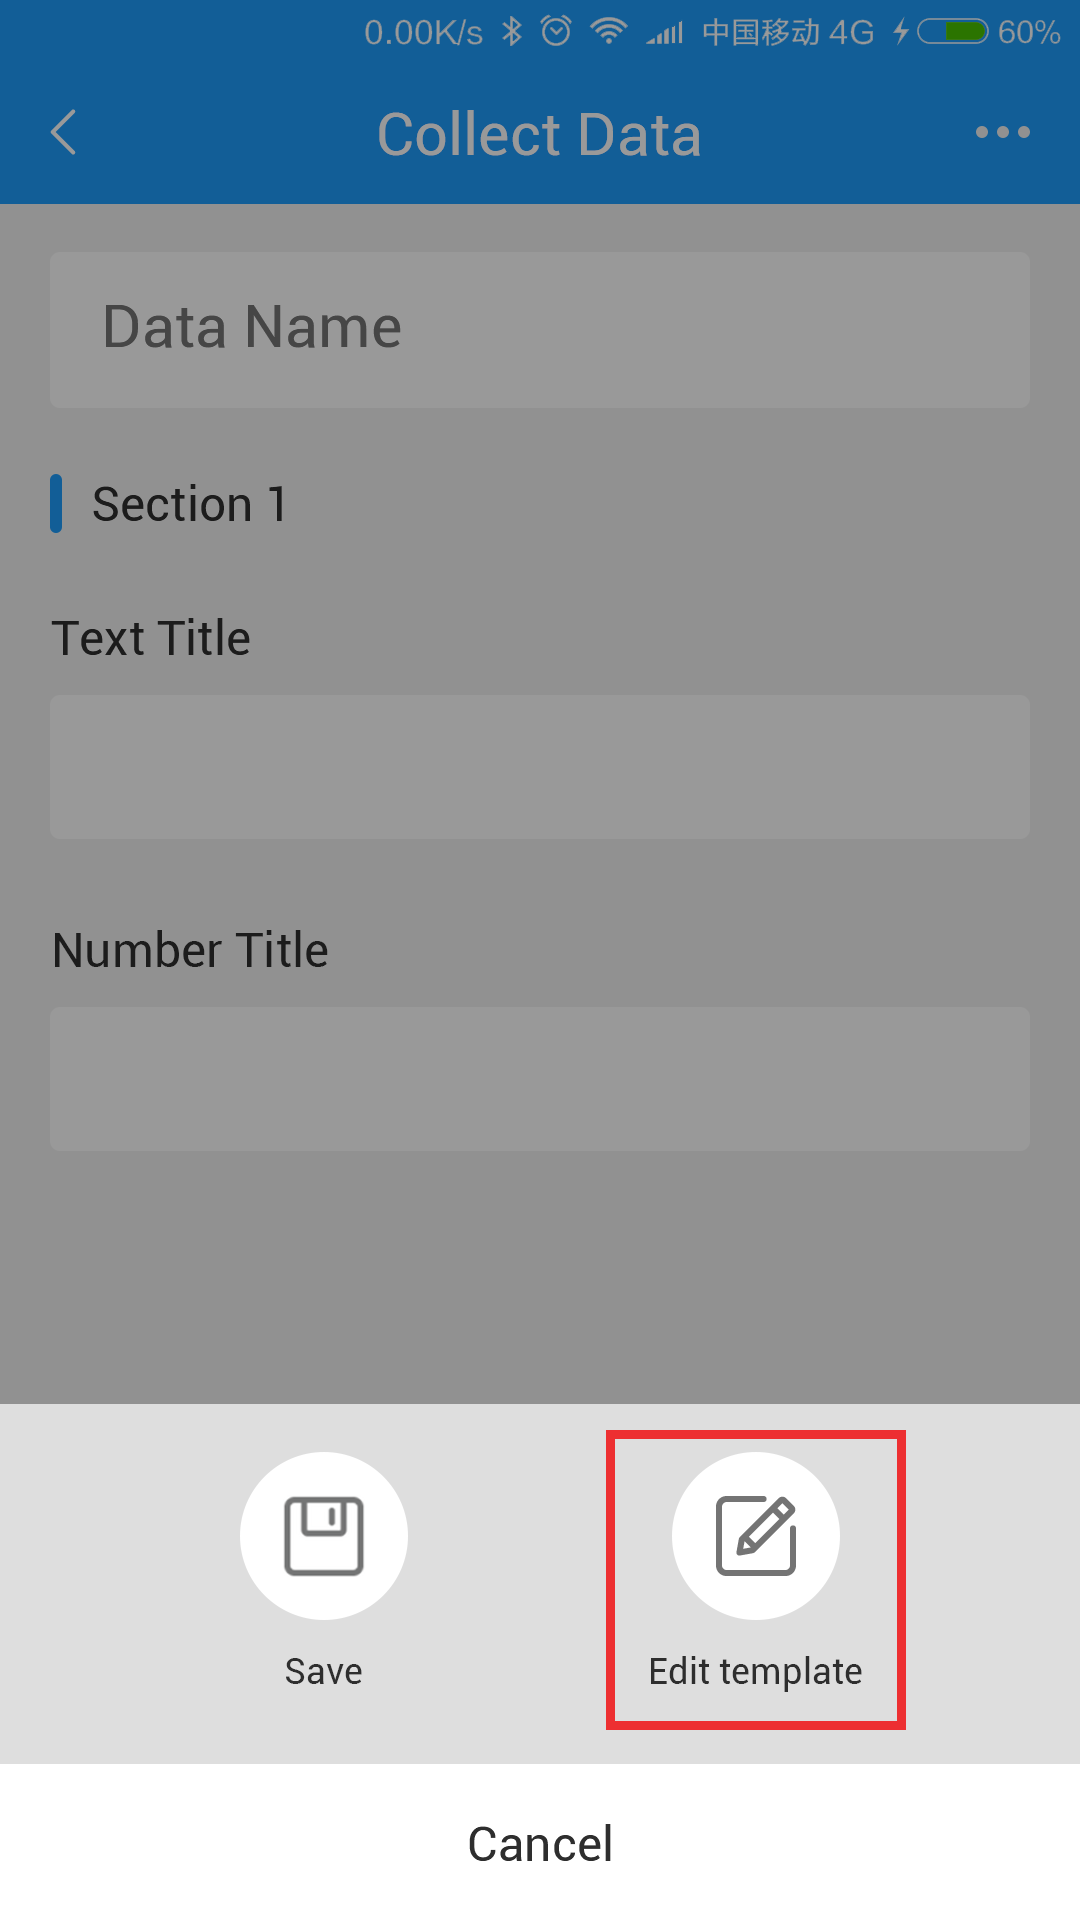 0.00K/s 中国移动 4G 60%
Collect Data
Data Name
Section 1
Text Title
Number Title
Save
Edit template
Cancel